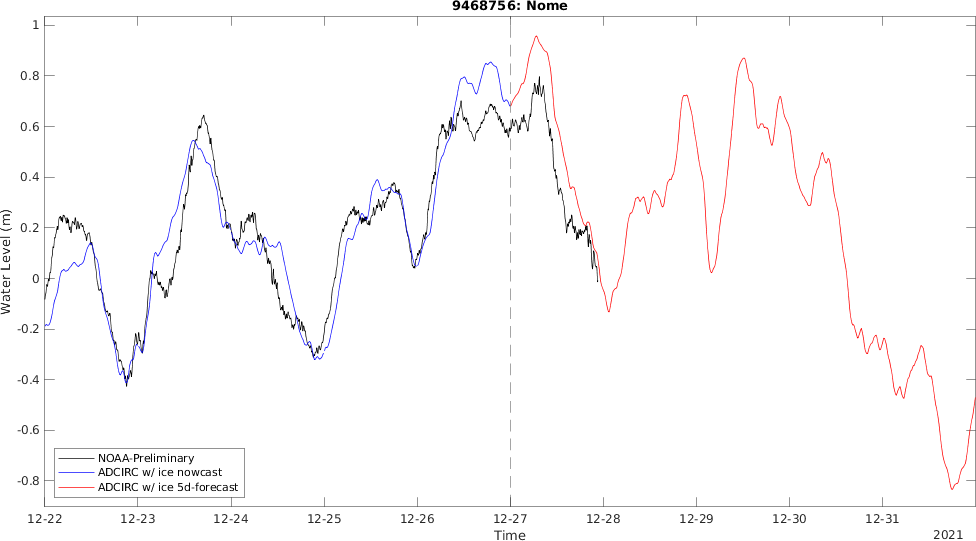 9468756: Nome
1
0.8
0.6
0.4
0.2
0
-0.2
-0.4
-0.6
-0.8
Water Level (m)
NOAA-Preliminary
ADCIRC w/ ice nowcast
ADCIRC w/ ice 5d-forecast
12-22 12-23 12-24 12-25 12-26 12-27 12-28 12-29 12-30 12-31
Time
2021